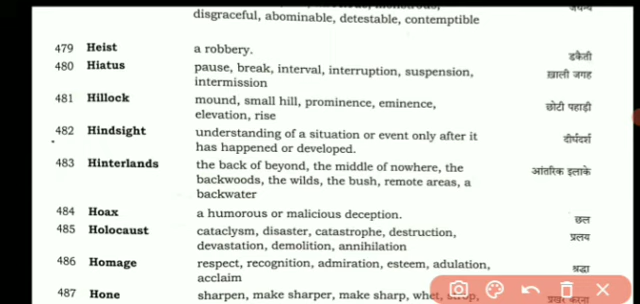 disgraceful, abominable, detestable, contemptible
479 Heist a robbery. डकैती
480 Hiatus pause, break, interval, interruption, suspension, ख़ाली जगह
intermission
481 Hillock mound, small hill, prominence, eminence, छोटी पहाड़ी
elevation, rise
482 Hindsight understanding of a situation or event only after it दीर्घदर्श
has happened or developed.
483 Hinterlands the back of beyond, the middle of nowhere, the आंतरिक इलाके
backwoods, the wilds, the bush, remote areas, a
backwater
484 Hoax a humorous or malicious deception. छल
485 Holocaust cataclysm, disaster, catastrophe, destruction, प्रलय
devastation, demolition, annihilation
486 Homage respect, recognition, admiration, esteem, adulation, श्रद्धा
acclaim
487 Hone sharpen, make sharper, make sharp, whet,